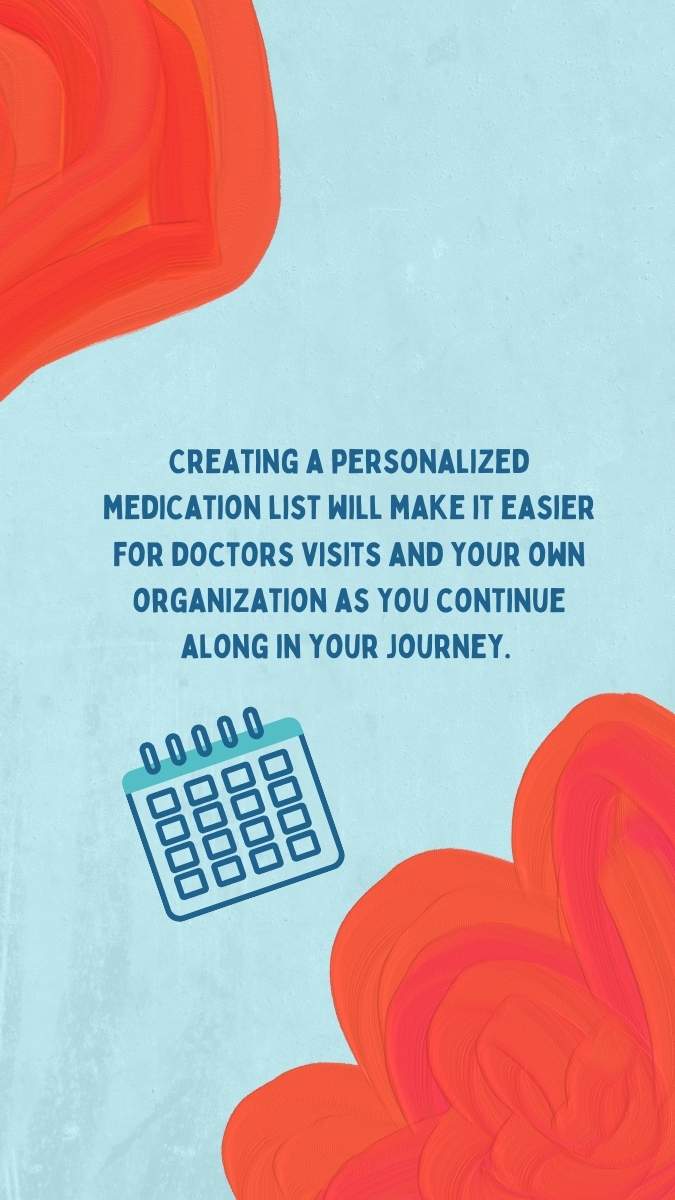 CREATING A PERSONALIZED
MEDICATION LIST WILL MAKE IT EASIER
FOR DOCTORS VISITS AND YOUR OWN
ORGANIZATION AS YOU CONTINUE
ALONG IN YOUR JOURNEY.